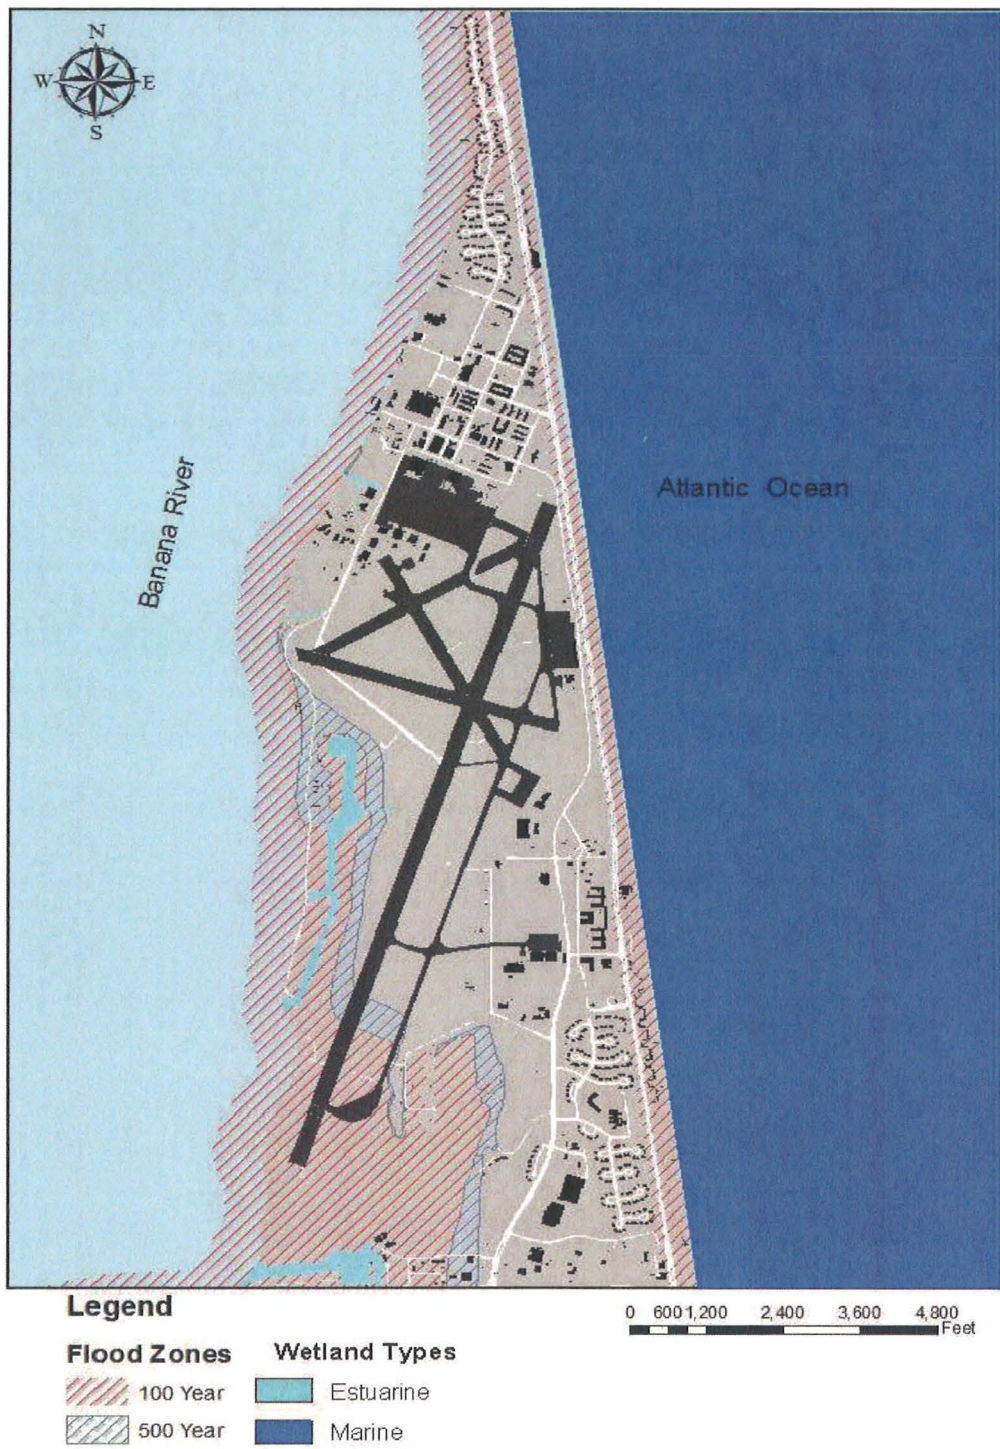 N
W E
S
Banana River
Atlantic Ocean
Legend
Flood Zones
100 Year
500 Year
Wetland Types
Estuarine
Marine
0 600 1,200 2,400 3,600 4,800
Feet